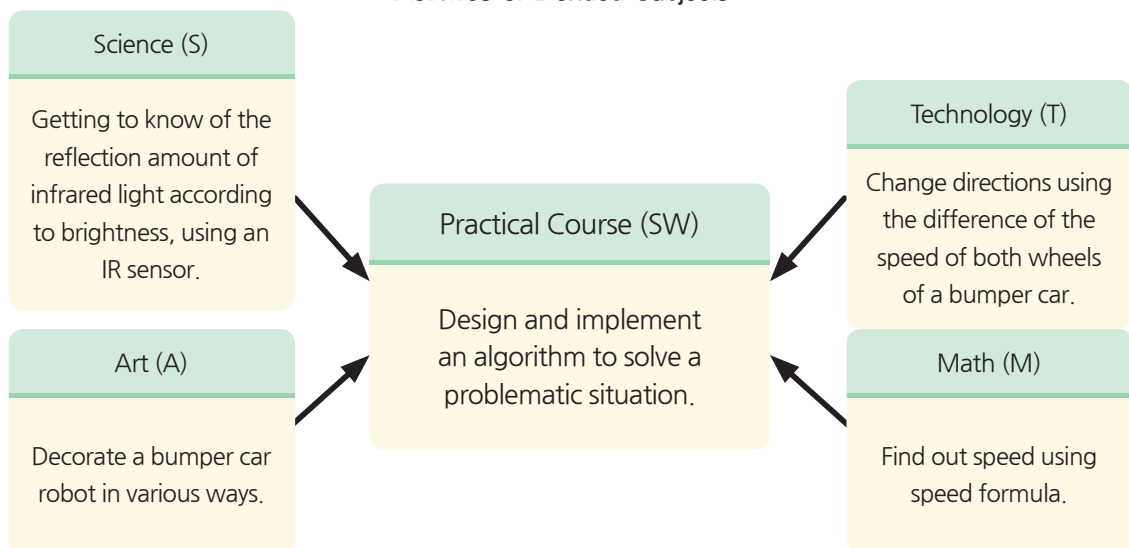 Science (S)
Getting to know of the
reflection amount of
infrared light according
to brightness, using an
IR sensor.
Art (A)
Decorate a bumper car
robot in various ways.
Practical Course (SW)
Design and implement
an algorithm to solve a
problematic situation.
Technology (T)
Change directions using
the difference of the
speed of both wheels
of a bumper car.
Math (M)
Find out speed using
speed formula.